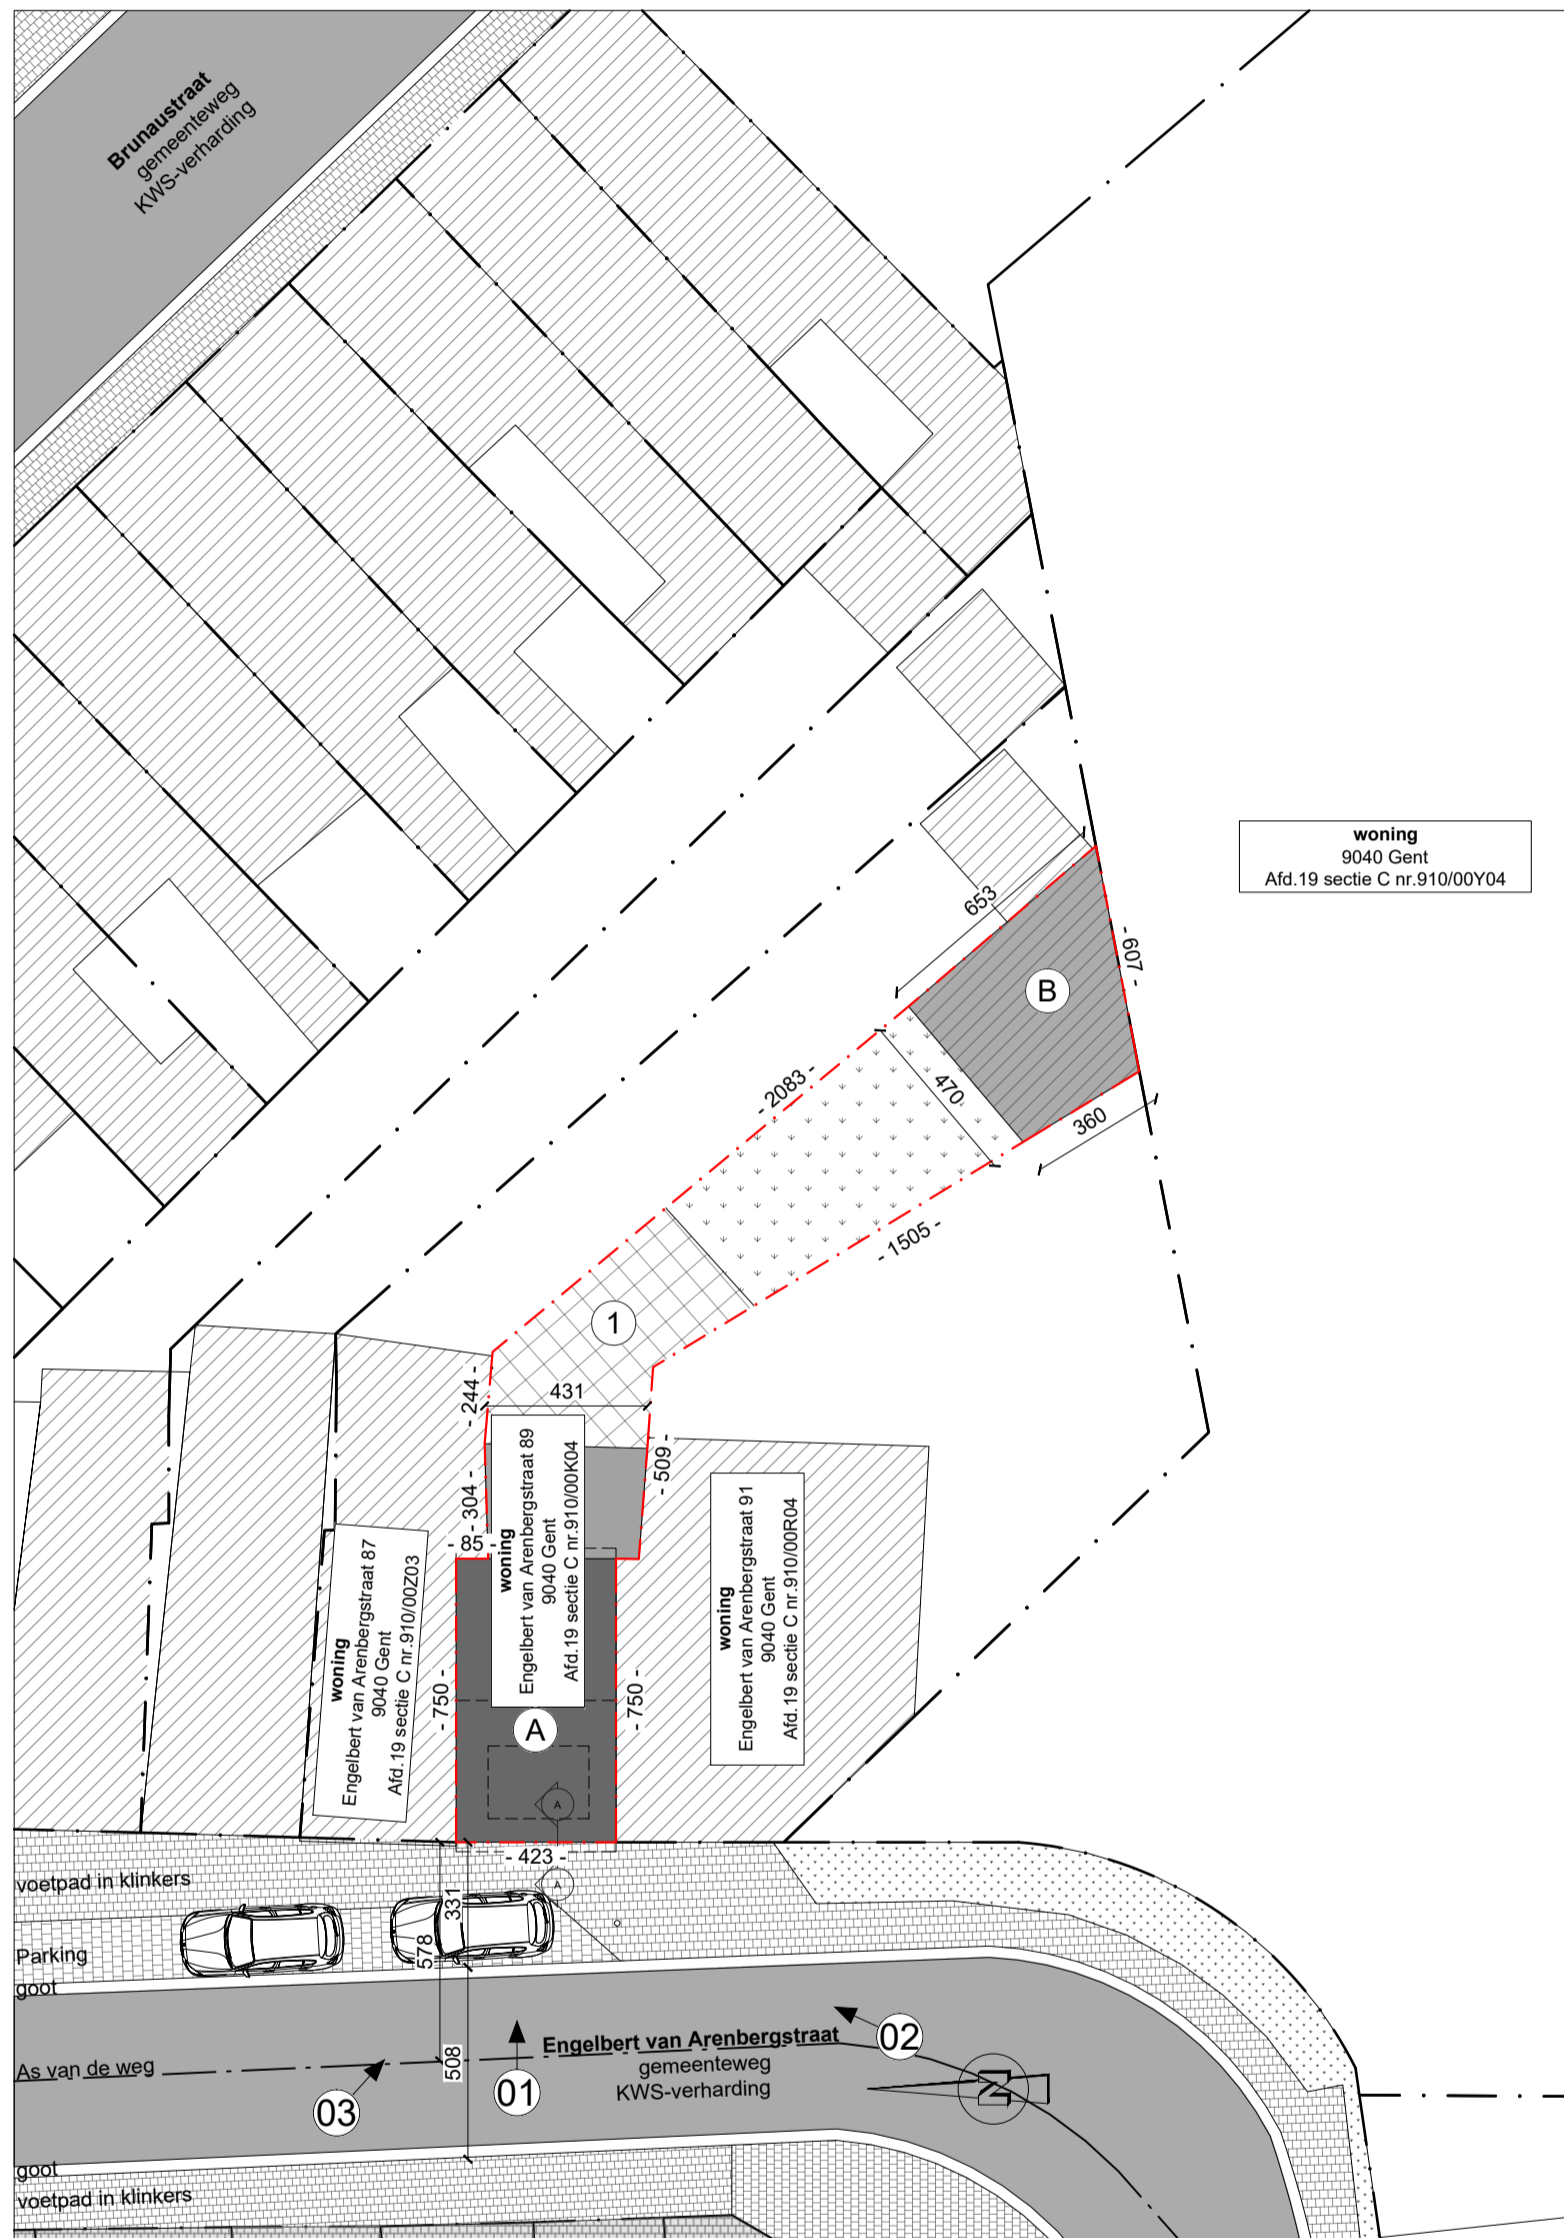 Brunaustraat
gemeenteweg
KWS-verharding
woning
9040 Gent
Afd.19 sectie C nr.910/00Y04
653
- 607 -
B
- 2083 -
470
360
- 1505 -
1
- 244 -
431
- 509 -
- 304 -
- 85 -
woning
Engelbert van Arenbergstraat 89
9040 Gent
Afd.19 sectie C nr.910/00K04
woning
Engelbert van Arenbergstraat 87
9040 Gent
Afd.19 sectie C nr.910/00Z03
woning
Engelbert van Arenbergstraat 91
9040 Gent
Afd.19 sectie C nr.910/00R04
- 750 -
- 750 -
A
A
- 423 -
A
voetpad in klinkers
331
578
Parking
goot
508
As van de weg
Engelbert van Arenbergstraat
gemeenteweg
KWS-verharding
02
01
03
N
goot
voetpad in klinkers